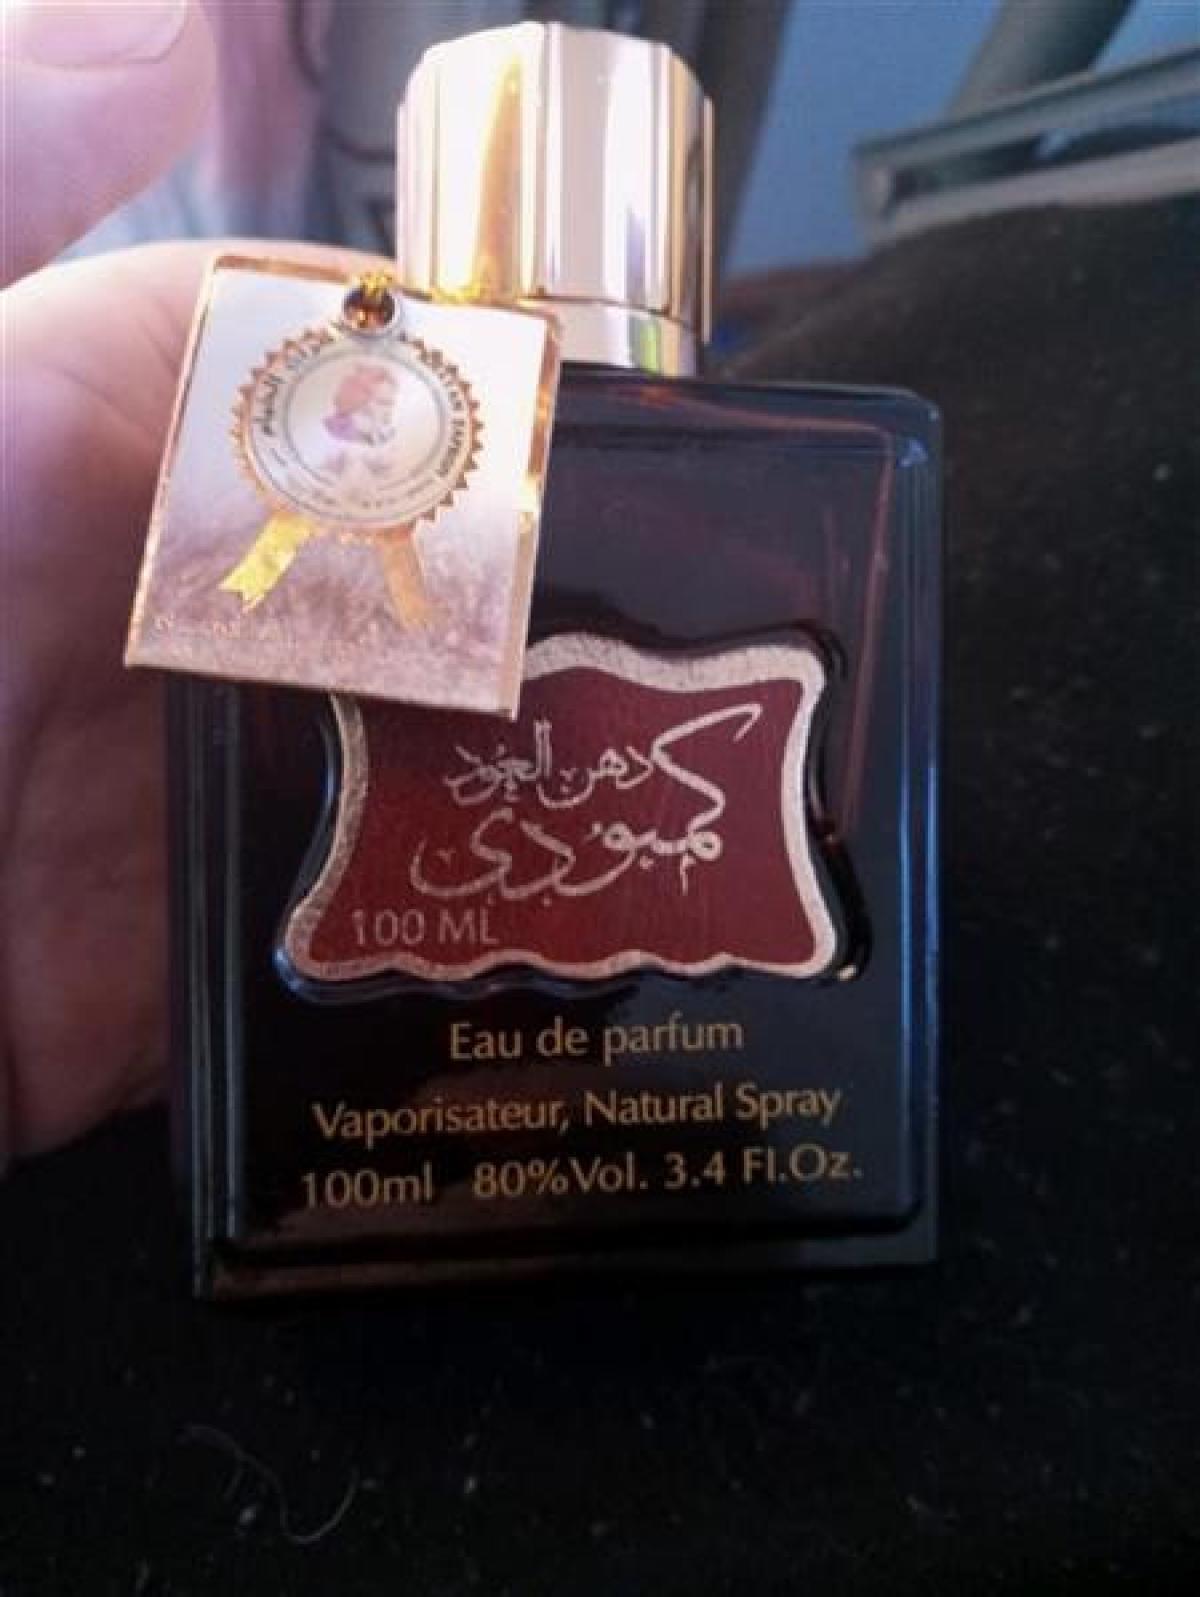 دهن العود
كمبودي
100 ML
Eau de parfum
Vaporisateur, Natural Spray
100ml 80%Vol. 3.4 Fl.Oz.